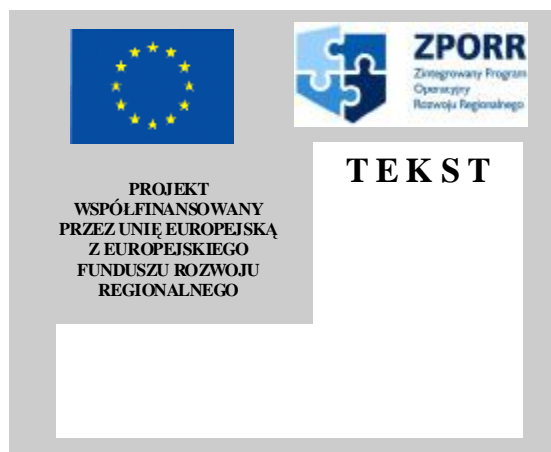 ZPORR
Zintegrowany Program
Operacyjny
Rozwoju Regionalnego
TEKST
PROJEKT
WSPÓŁFINANSOWANY
PRZEZ UNIĘ EUROPEJSKĄ
Z EUROPEJSKIEGO
FUNDUSZU ROZWOJU
REGIONALNEGO